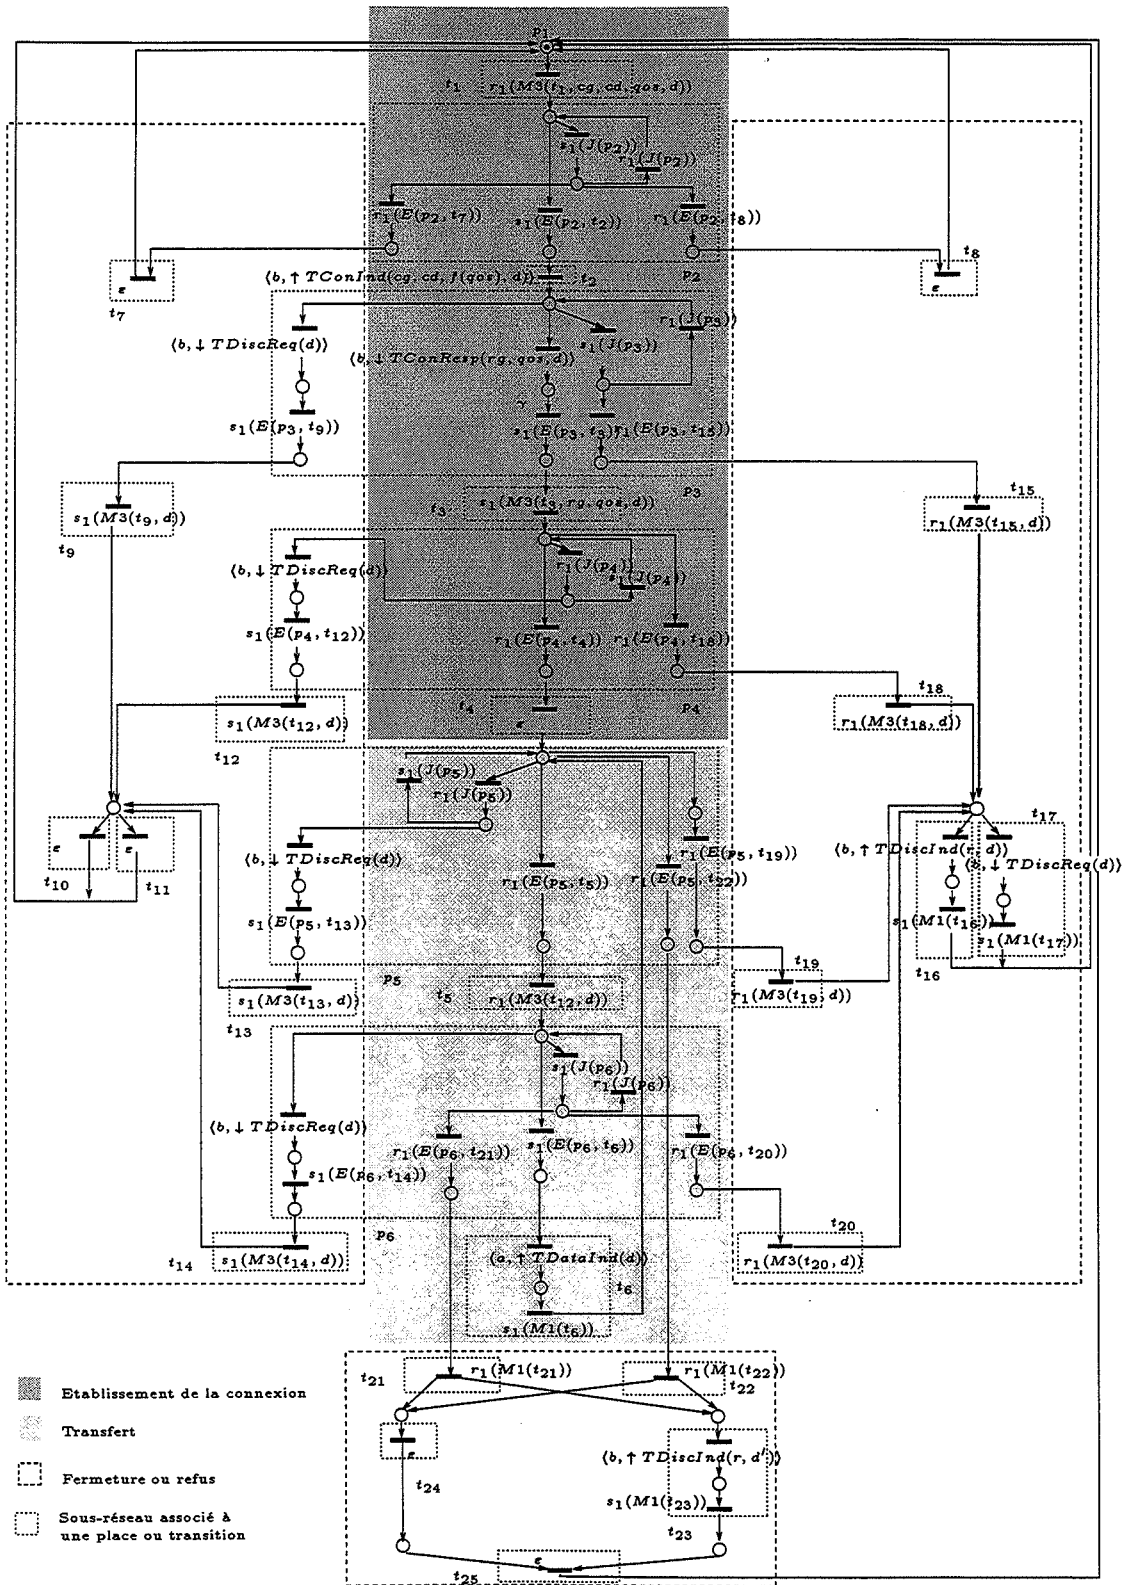 p1
t1
r1(M3(t1, cg, cd, qos, d))
s1(J(p2))
r1(J(p2))
r1(E(p2, t7))
s1(E(p2, t2))
r1(E(p2, t8))
t8
⟨b, ↑ TConInd(cg, cd, f(qos), d)⟩
t2
p2
ε
t7
ε
r1(J(p3))
⟨b, ↓ TDiscReq(d)⟩
s1(J(p3))
⟨b, ↓ TConResp(rg, qos, d)⟩
γ
s1(E(p3, t9))
s1(E(p3, t3))
r1(E(p3, t15))
p3
t15
t3
s1(M3(t3, rg, qos, d))
s1(M3(t9, d))
r1(M3(t15, d))
t9
⟨b, ↓ TDiscReq(d)⟩
r1(J(p4))
s1(J(p4))
s1(E(p4, t12))
r1(E(p4, t4))
r1(E(p4, t18))
t18
t4
p4
s1(M3(t12, d))
ε
r1(M3(t18, d))
t12
s1(J(p5))
r1(J(p5))
t17
ε
ε
⟨b, ↓ TDiscReq(d)⟩
r1(E(p5, t19))
⟨b, ↑ TDiscInd(r, d)⟩
⟨b, ↓ TDiscReq(d)⟩
t10
t11
r1(E(p5, t5))
r1(E(p5, t22))
s1(E(p5, t13))
s1(M1(t16))
s1(M1(t17))
t19
t16
p5
t5
s1(M3(t13, d))
r1(M3(t12, d))
r1(M3(t19, d))
t13
s1(J(p6))
r1(J(p6))
⟨b, ↓ TDiscReq(d)⟩
r1(E(p6, t21))
s1(E(p6, t6))
r1(E(p6, t20))
s1(E(p6, t14))
t20
p6
t14
s1(M3(t14, d))
⟨a, ↑ TDataInd(d)⟩
r1(M3(t20, d))
t6
s1(M1(t6))
t21
r1(M1(t21))
r1(M1(t22))
t22
Etablissement de la connexion
Transfert
ε
⟨b, ↑ TDiscInd(r, d′)⟩
Fermeture ou refus
t24
s1(M1(t23))
Sous-réseau associé à
une place ou transition
t23
ε
t25